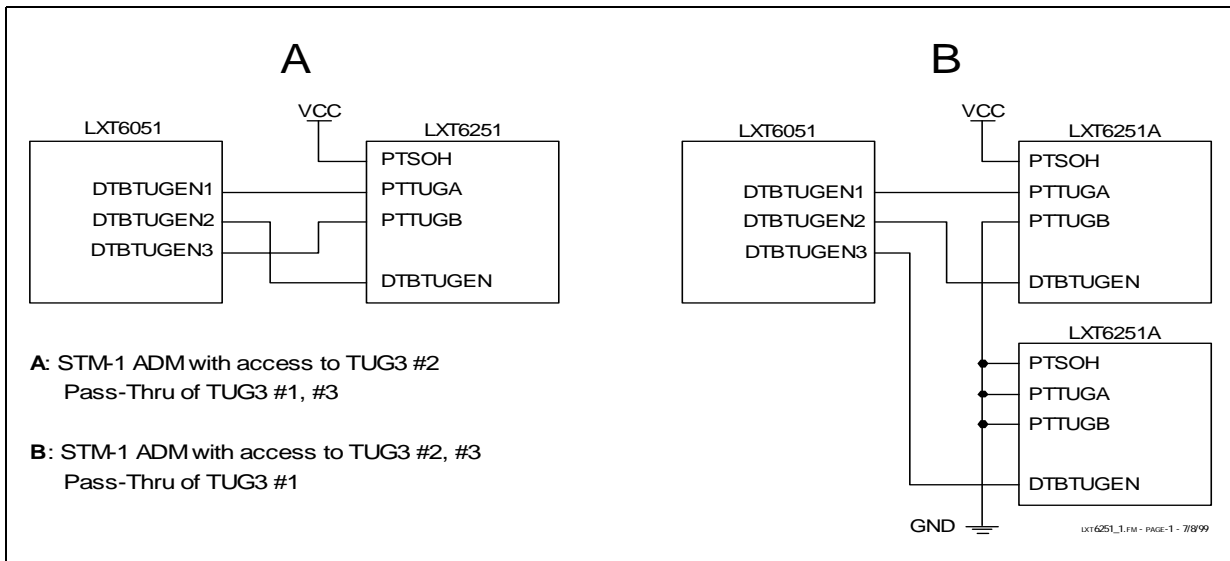 A
VCC
LXT6051
LXT6251
DTBTUGEN1
DTBTUGEN2
DTBTUGEN3
PTSOH
PTTUGA
PTTUGB
DTBTUGEN
A: STM-1 ADM with access to TUG3 #2
Pass-Thru of TUG3 #1, #3
B: STM-1 ADM with access to TUG3 #2, #3
Pass-Thru of TUG3 #1
B
VCC
LXT6051
LXT6251A
DTBTUGEN1
DTBTUGEN2
DTBTUGEN3
PTSOH
PTTUGA
PTTUGB
DTBTUGEN
LXT6251A
PTSOH
PTTUGA
PTTUGB
DTBTUGEN
GND
LXT6251_1.FM - PAGE-1 - 7/8/99